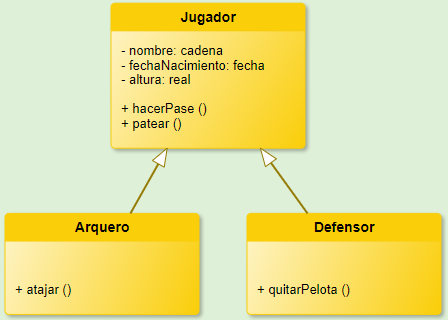 Jugador
- nombre: cadena
- fechaNacimiento: fecha
- altura: real
+ hacerPase ()
+ patear ()
Arquero
+ atajar ()
Defensor
+ quitarPelota ()